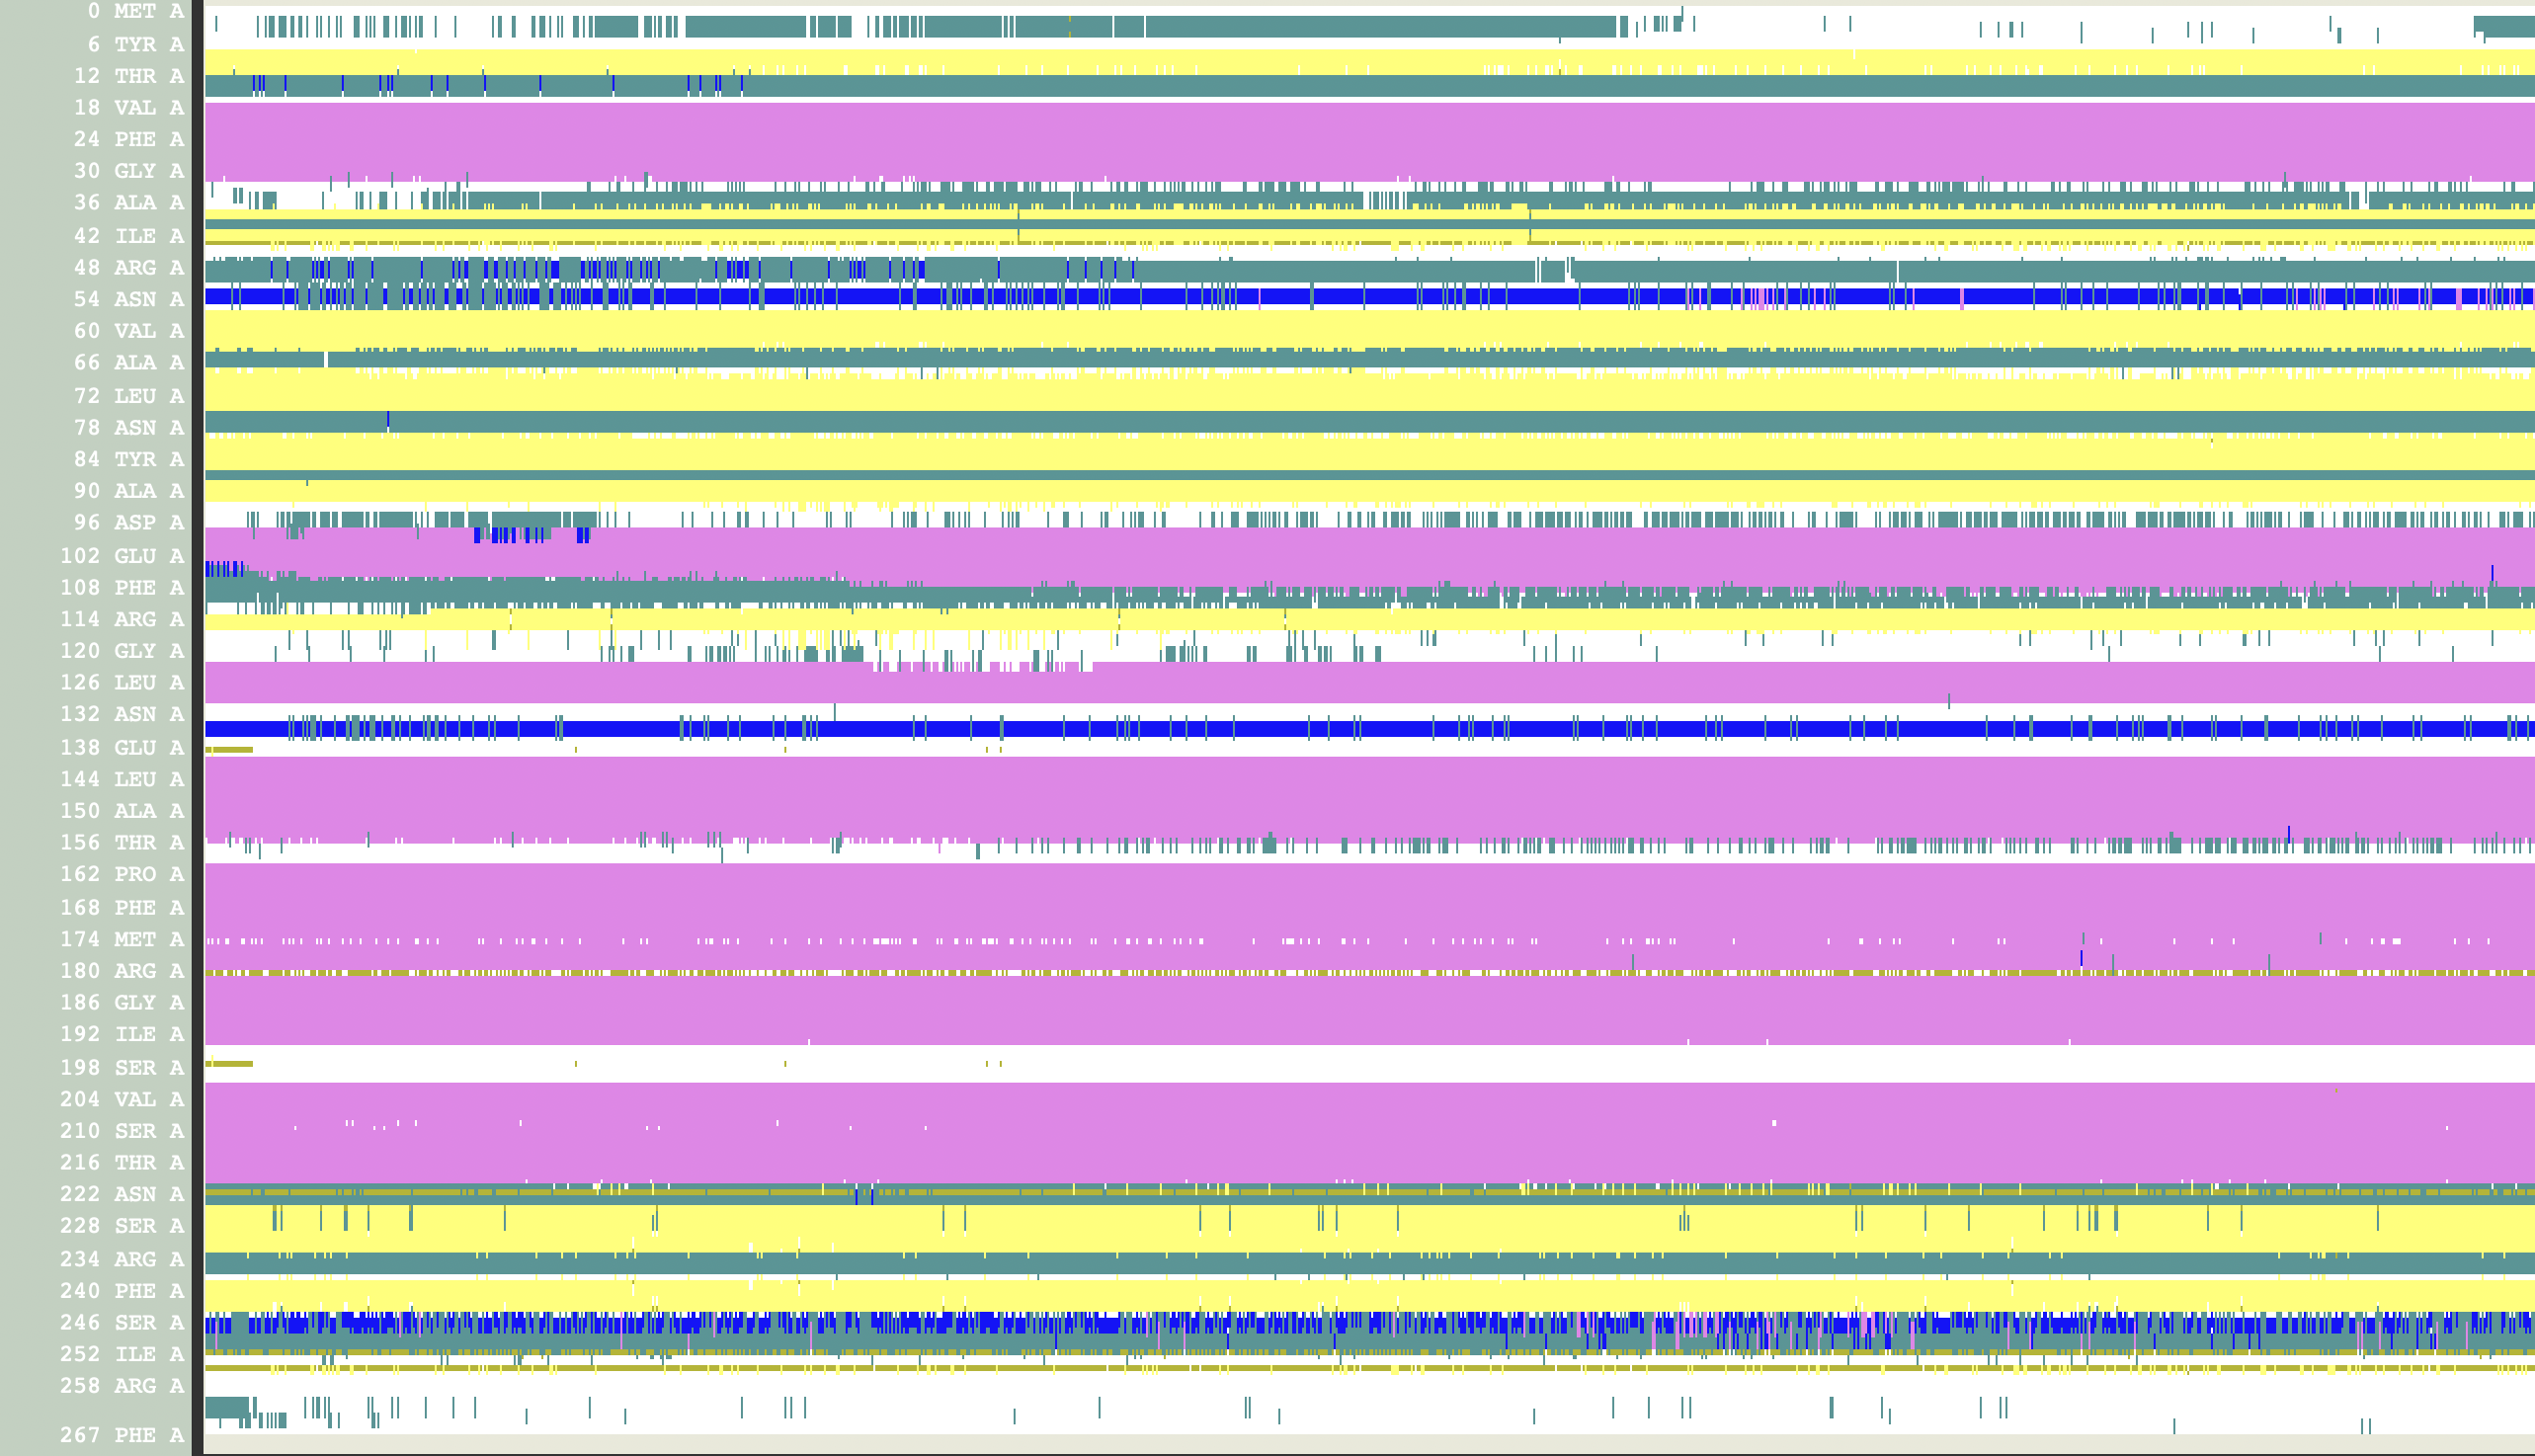 0 MET A
6 TYR A
12 THR A
18 VAL A
24 PHE A
30 GLY A
36 ALA A
42 ILE A
48 ARG A
54 ASN A
60 VAL A
66 ALA A
72 LEU A
78 ASN A
84 TYR A
90 ALA A
96 ASP A
102 GLU A
108 PHE A
114 ARG A
120 GLY A
126 LEU A
132 ASN A
138 GLU A
144 LEU A
150 ALA A
156 THR A
162 PRO A
168 PHE A
174 MET A
180 ARG A
186 GLY A
192 ILE A
198 SER A
204 VAL A
210 SER A
216 THR A
222 ASN A
228 SER A
234 ARG A
240 PHE A
246 SER A
252 ILE A
258 ARG A
267 PHE A